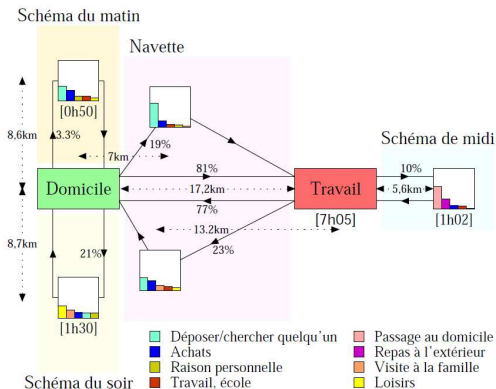 Schéma du matin
Navette
[0h50]
8,6km
3.3%
7km
19%
Schéma de midi
81%
10%
Domicile
17,2km
Travail
5,6km
77%
[7h05]
[1h02]
8,7km
13.2km
21%
23%
[1h30]
Schéma du soir
Déposer/chercher quelqu'un
Achats
Raison personnelle
Travail, école
Passage au domicile
Repas à l'extérieur
Visite à la famille
Loisirs